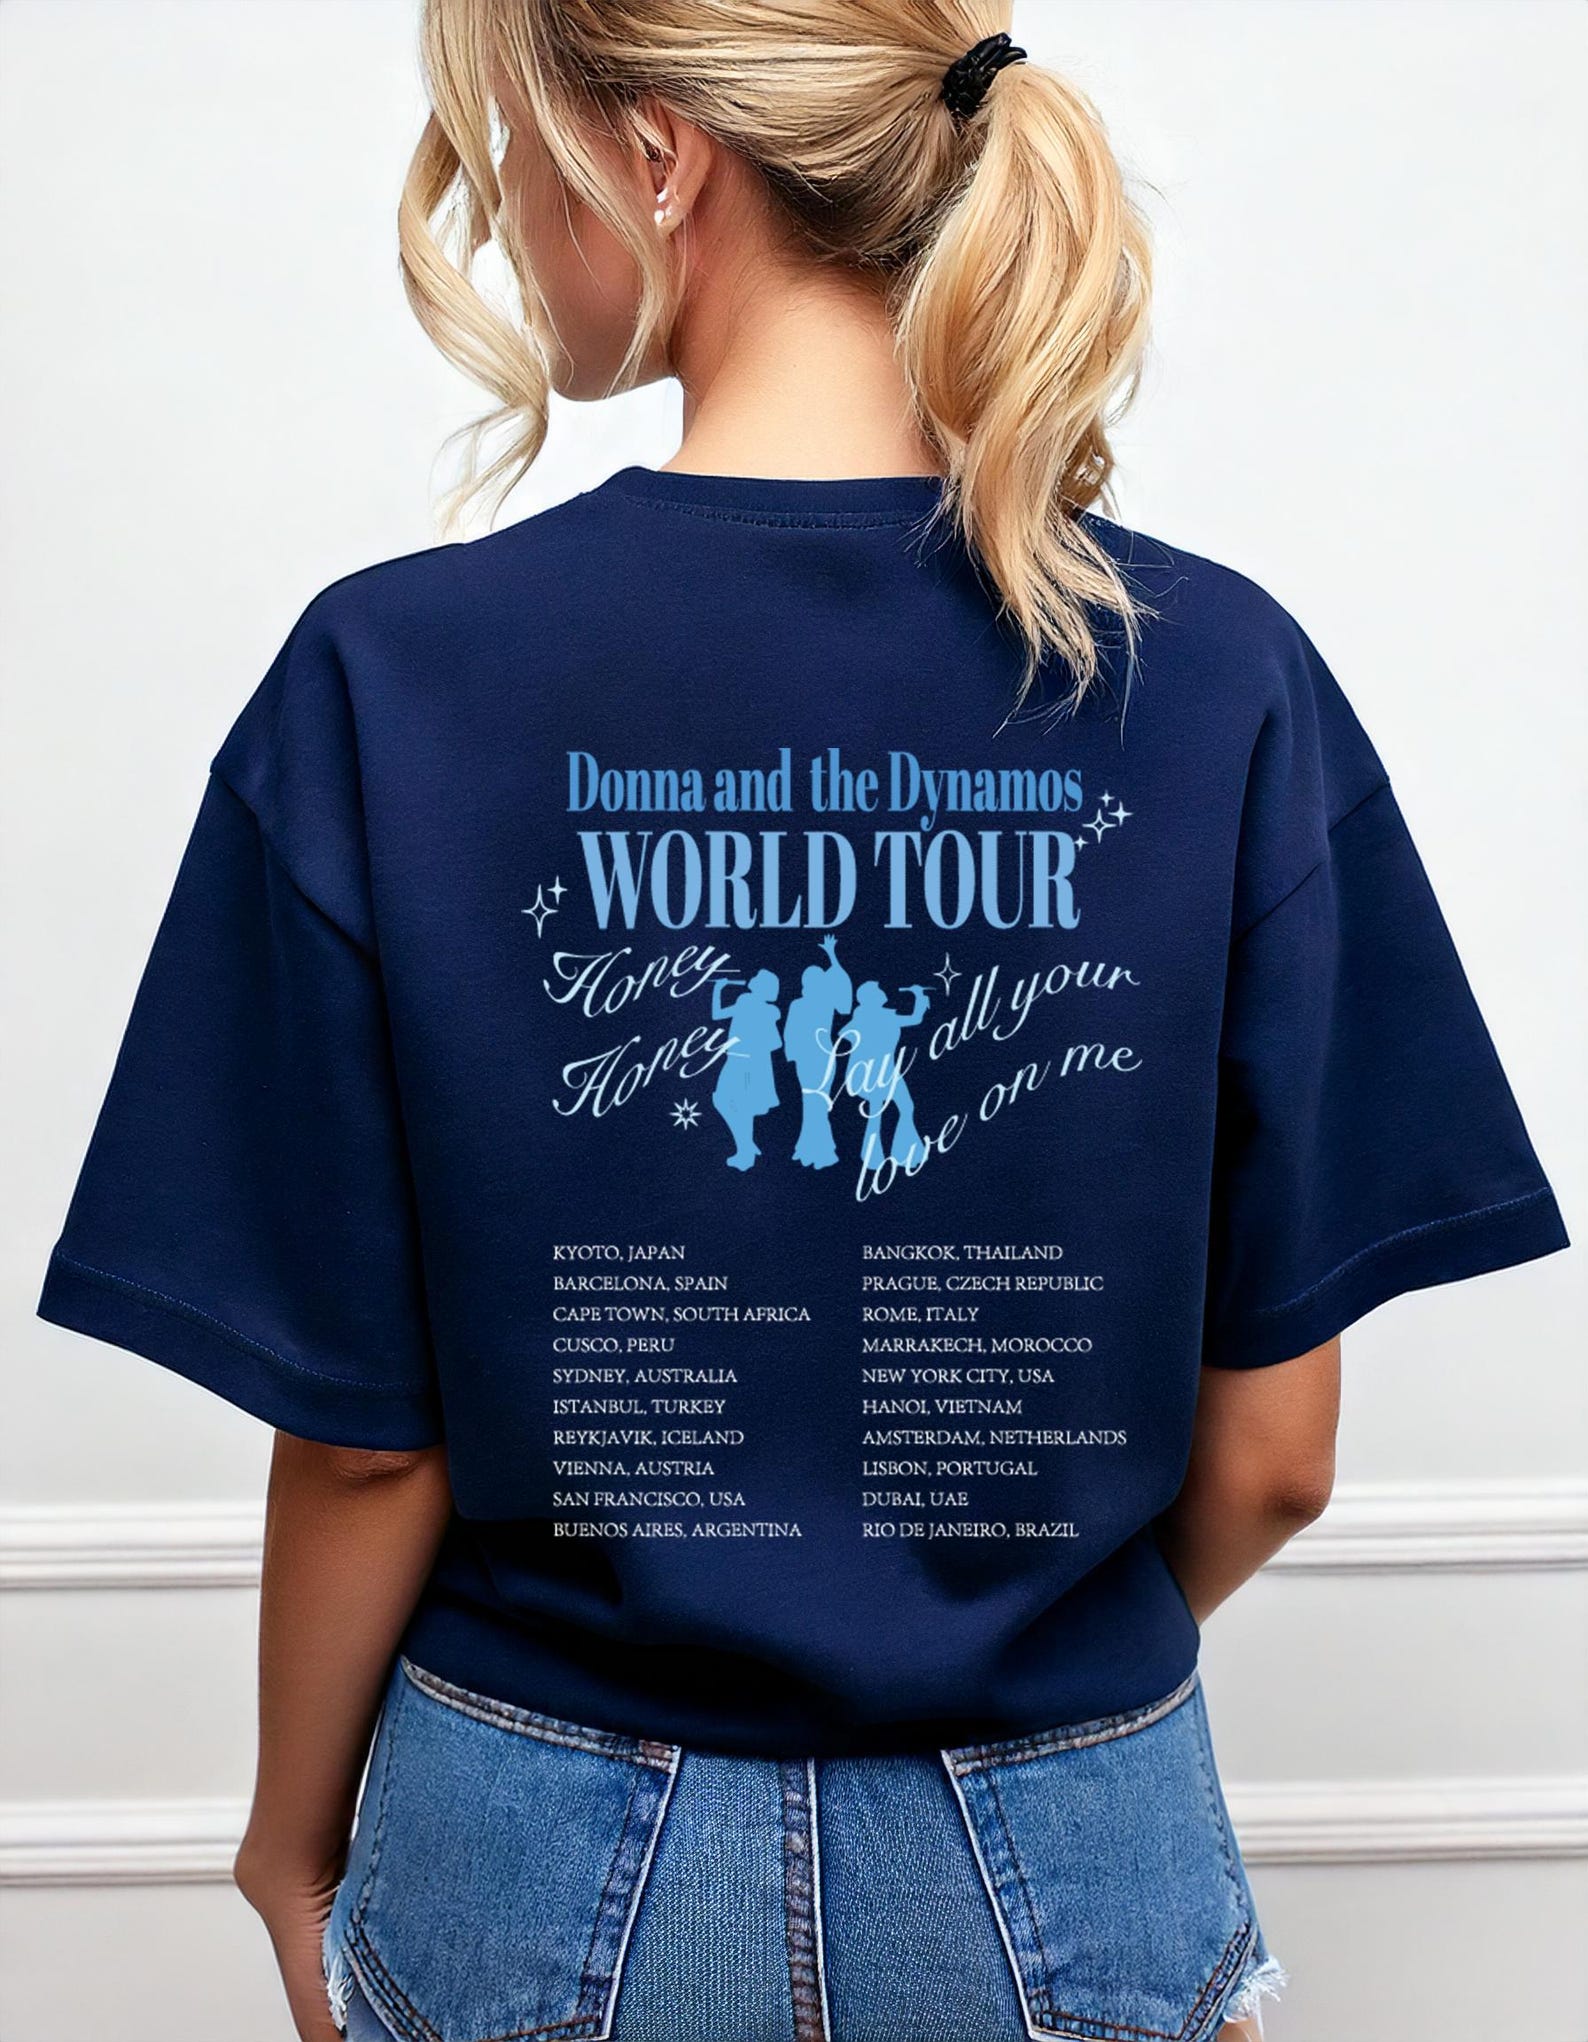 Donna and the Dynamos
WORLD TOUR
Honey
Honey
Lay all your
love on me
KYOTO, JAPAN
BARCELONA, SPAIN
CAPE TOWN, SOUTH AFRICA
CUSCO, PERU
SYDNEY, AUSTRALIA
ISTANBUL, TURKEY
REYKJAVIK, ICELAND
VIENNA, AUSTRIA
SAN FRANCISCO, USA
BUENOS AIRES, ARGENTINA
BANGKOK, THAILAND
PRAGUE, CZECH REPUBLIC
ROME, ITALY
MARRAKECH, MOROCCO
NEW YORK CITY, USA
HANOI, VIETNAM
AMSTERDAM, NETHERLANDS
LISBON, PORTUGAL
DUBAI, UAE
RIO DE JANEIRO, BRAZIL